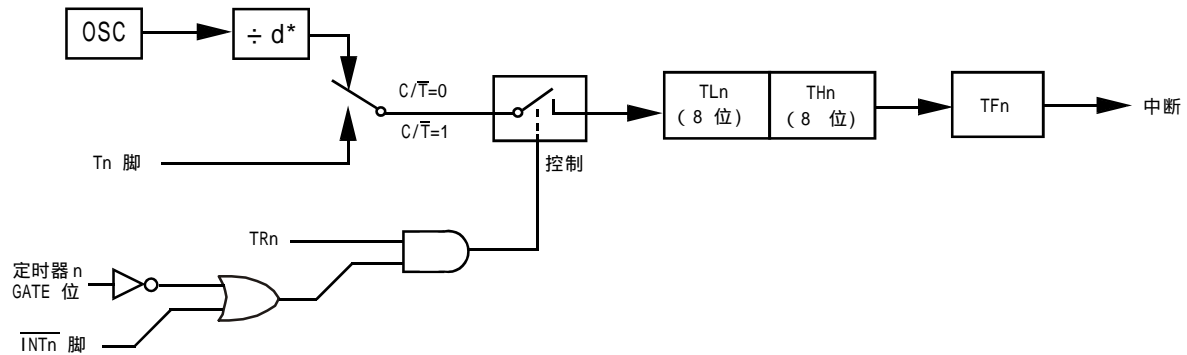 OSC
÷ d*
C/T̅=0
C/T̅=1
Tn 脚
控制
TLn
(8 位)
THn
(8 位)
TFn
中断
TRn
定时器 n
GATE 位
I̅N̅T̅n̅ 脚